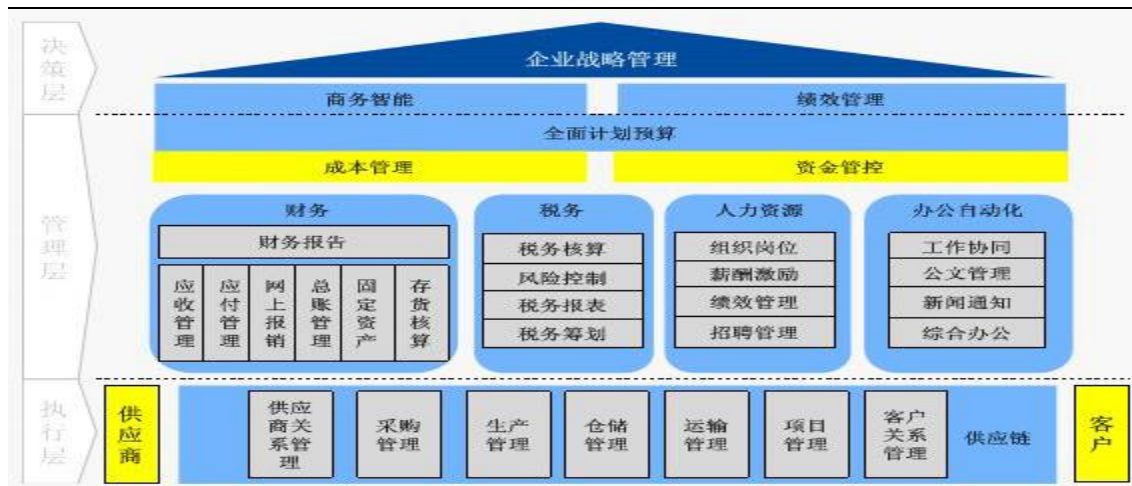 决策层
企业战略管理
商务智能
绩效管理
全面计划预算
成本管理
资金管控
管理层
财务
财务报告
应收管理
应付管理
网上报销
总账管理
固定资产
存货核算
税务
税务核算
风险控制
税务报表
税务筹划
人力资源
组织岗位
薪酬激励
绩效管理
招聘管理
办公自动化
工作协同
公文管理
新闻通知
综合办公
执行层
供应商
供应
商关
系管
理
采购
管理
生产
管理
仓储
管理
运输
管理
项目
管理
客户
关系
管理
供应链
客户